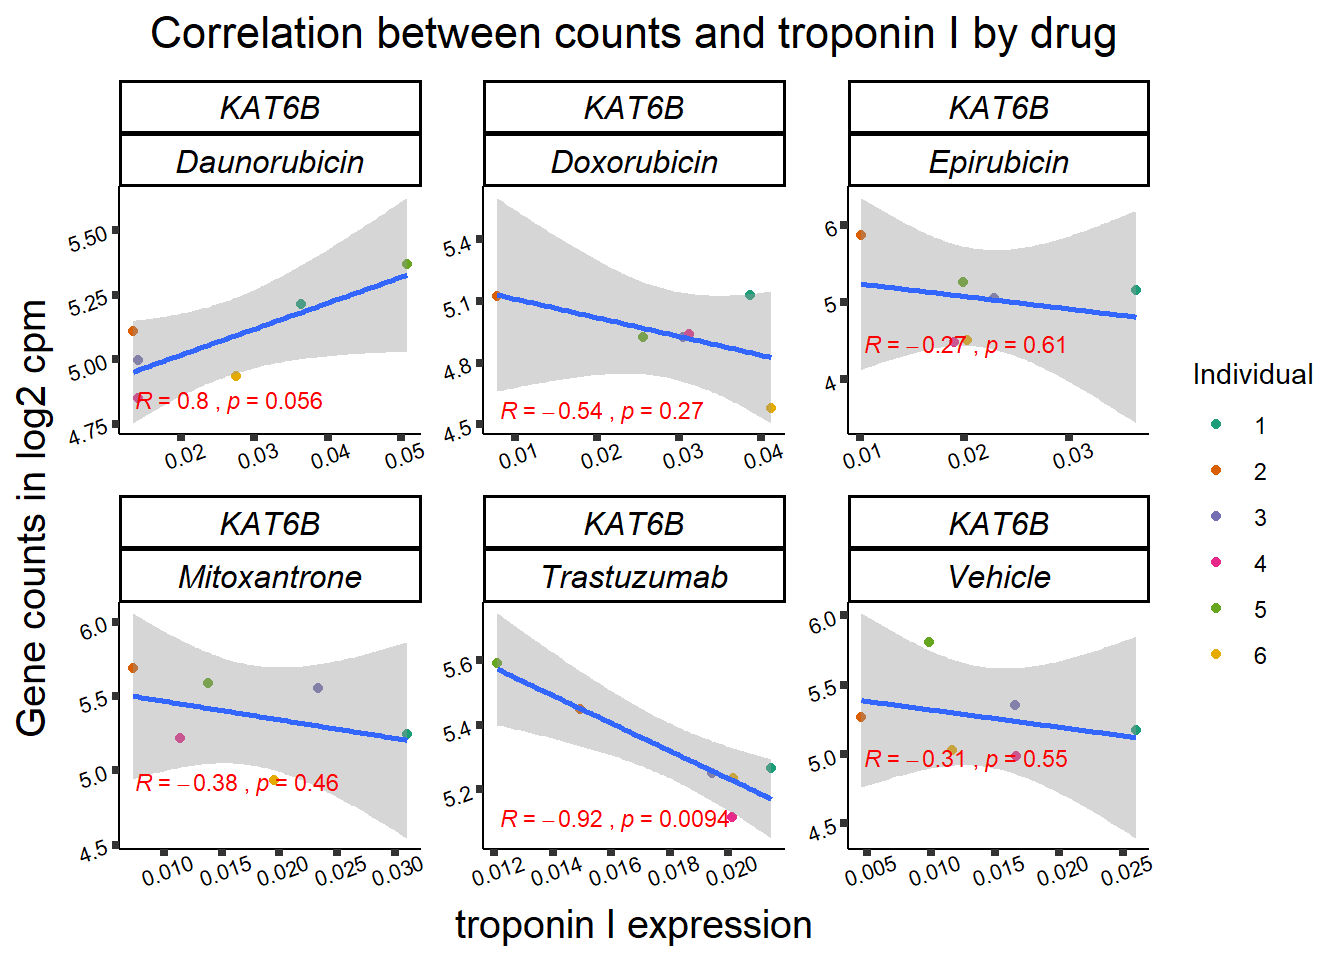 Correlation between counts and troponin I by drug
KAT6B
Daunorubicin
5.50
5.25
5.00
4.75
R = 0.8 , p = 0.056
0.02 0.03 0.04 0.05
KAT6B
Doxorubicin
5.4
5.1
4.8
4.5
R = −0.54 , p = 0.27
0.01 0.02 0.03 0.04
KAT6B
Epirubicin
6
5
4
R = −0.27 , p = 0.61
0.01 0.02 0.03
KAT6B
Mitoxantrone
6.0
5.5
5.0
4.5
R = −0.38 , p = 0.46
0.010 0.015 0.020 0.025 0.030
KAT6B
Trastuzumab
5.6
5.4
5.2
R = −0.92 , p = 0.0094
0.012 0.014 0.016 0.018 0.020
KAT6B
Vehicle
6.0
5.5
5.0
4.5
R = −0.31 , p = 0.55
0.005 0.010 0.015 0.020 0.025
Gene counts in log2 cpm
troponin I expression
Individual
1
2
3
4
5
6